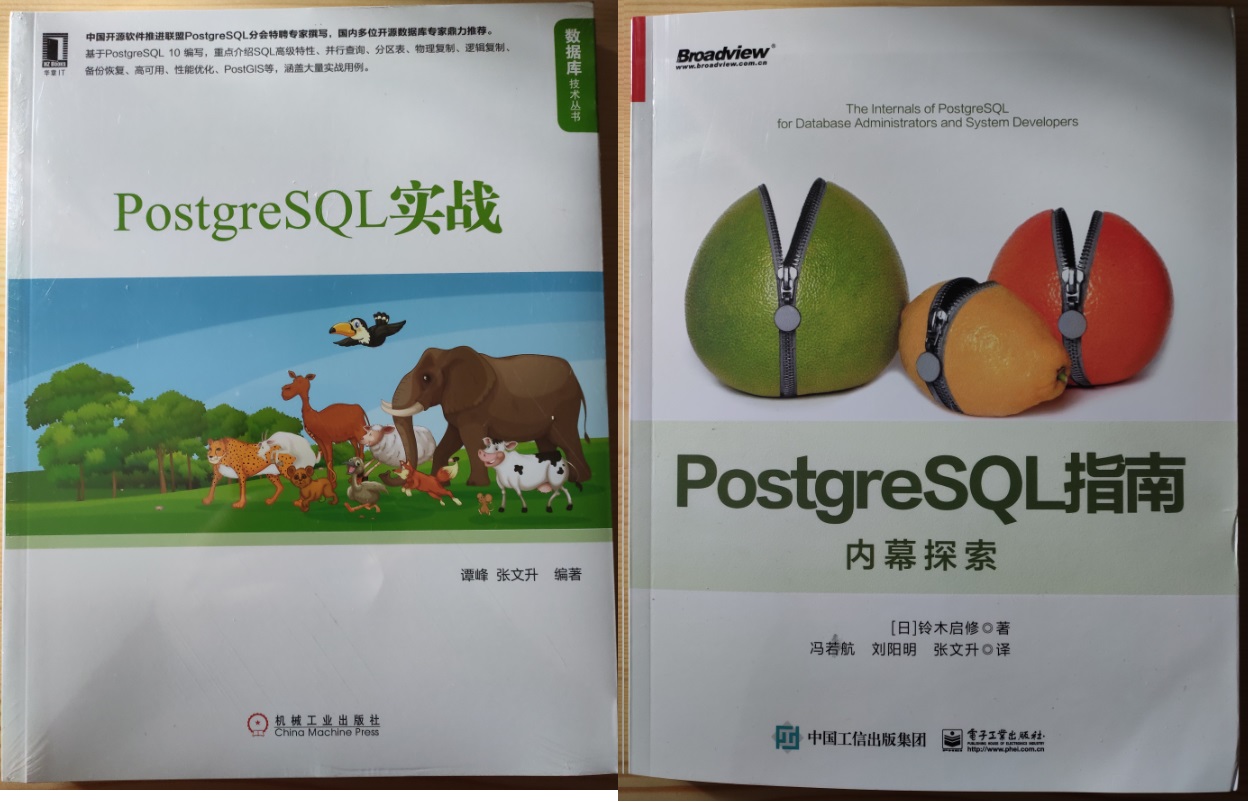 中国开源软件推进联盟PostgreSQL分会特聘专家撰写，国内多位开源数据库专家鼎力推荐。
基于PostgreSQL 10 编写，重点介绍SQL高级特性、并行查询、分区表、物理复制、逻辑复制、
备份恢复、高可用、性能优化、PostGIS等，涵盖大量实战用例。
华章IT
数据库技术丛书
PostgreSQL实战
谭峰 张文升 编著
机械工业出版社
China Machine Press
Broadview®
www.broadview.com.cn
The Internals of PostgreSQL
for Database Administrators and System Developers
PostgreSQL指南
内幕探索
[日]铃木启修◎著
冯若航 刘阳明 张文升◎译
中国工信出版集团
电子工业出版社
PUBLISHING HOUSE OF ELECTRONICS INDUSTRY
http://www.phei.com.cn